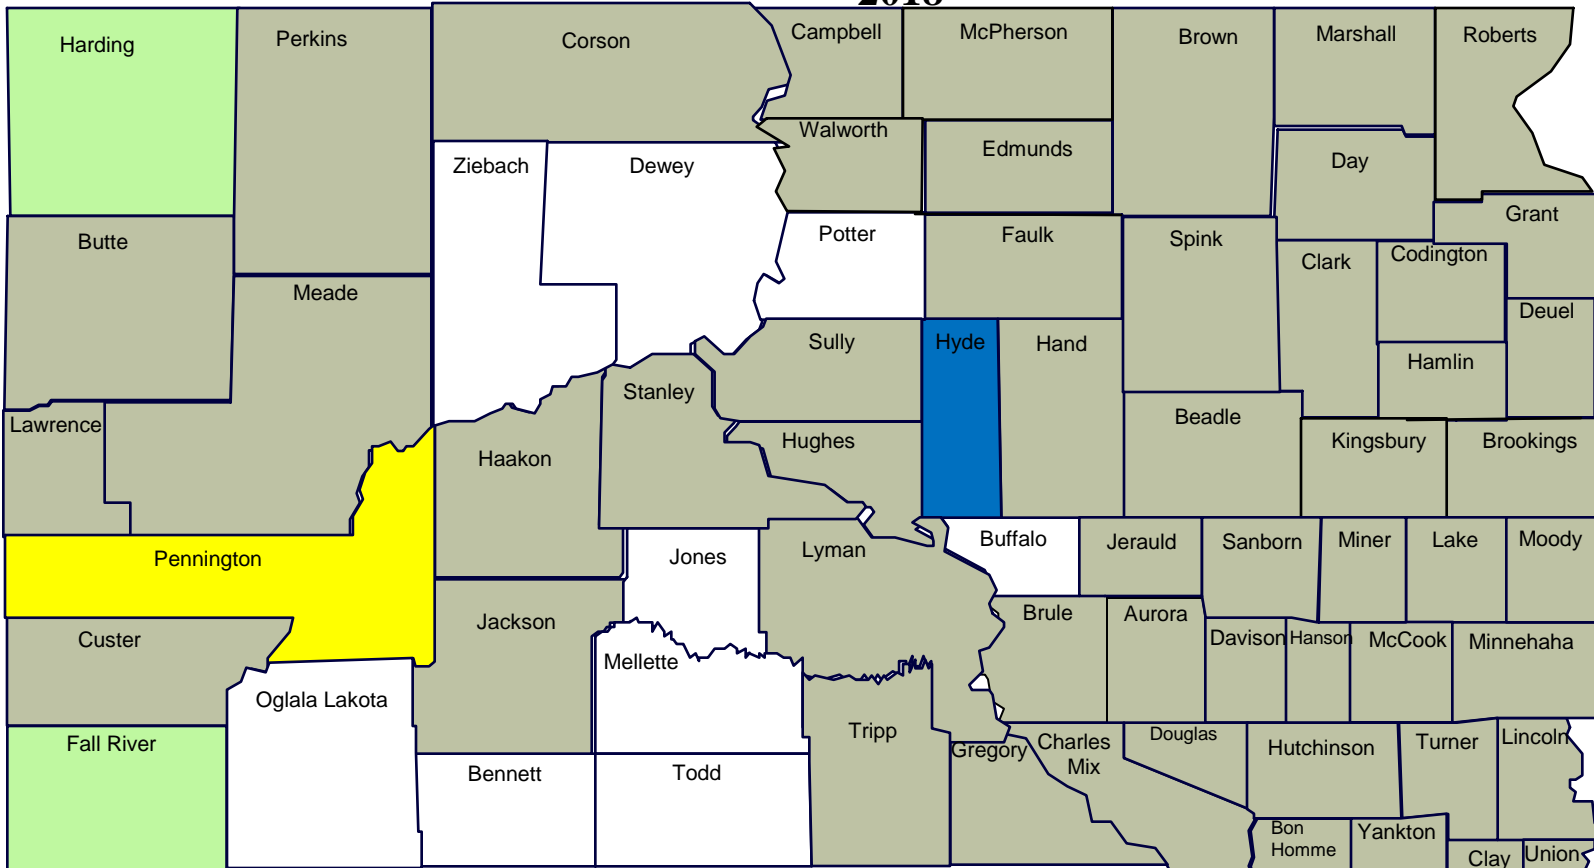 2018
Harding
Perkins
Corson
Campbell
McPherson
Brown
Marshall
Roberts
Walworth
Edmunds
Day
Ziebach
Dewey
Grant
Butte
Potter
Faulk
Spink
Clark
Codington
Meade
Deuel
Sully
Hyde
Hand
Hamlin
Stanley
Lawrence
Beadle
Haakon
Hughes
Kingsbury
Brookings
Pennington
Jones
Lyman
Buffalo
Jerauld
Sanborn
Miner
Lake
Moody
Custer
Jackson
Brule
Aurora
Davison
Hanson
McCook
Minnehaha
Mellette
Oglala Lakota
Fall River
Tripp
Gregory
Charles
Mix
Douglas
Hutchinson
Turner
Lincoln
Bennett
Todd
Bon
Homme
Yankton
Clay
Union